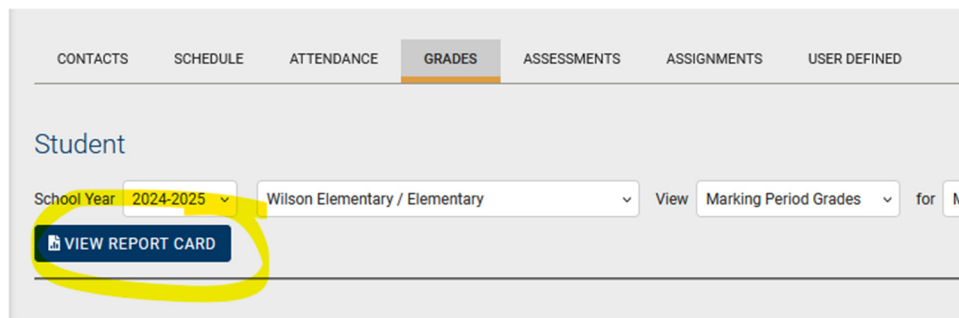 CONTACTS SCHEDULE ATTENDANCE GRADES ASSESSMENTS ASSIGNMENTS USER DEFINED
Student
School Year 2024-2025 Wilson Elementary / Elementary View Marking Period Grades for
VIEW REPORT CARD